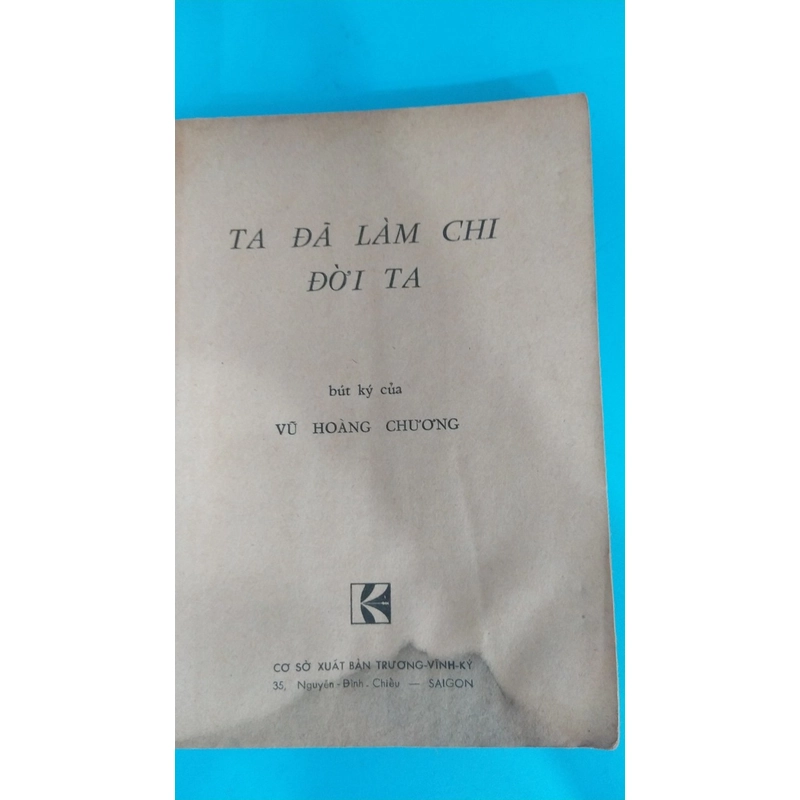 TA ĐÃ LÀM CHI
ĐỜI TA
bút ký của
VŨ HOÀNG CHƯƠNG
CƠ SỞ XUẤT BẢN TRƯƠNG-VĨNH-KÝ
35, Nguyễn-Đình-Chiểu — SAIGON